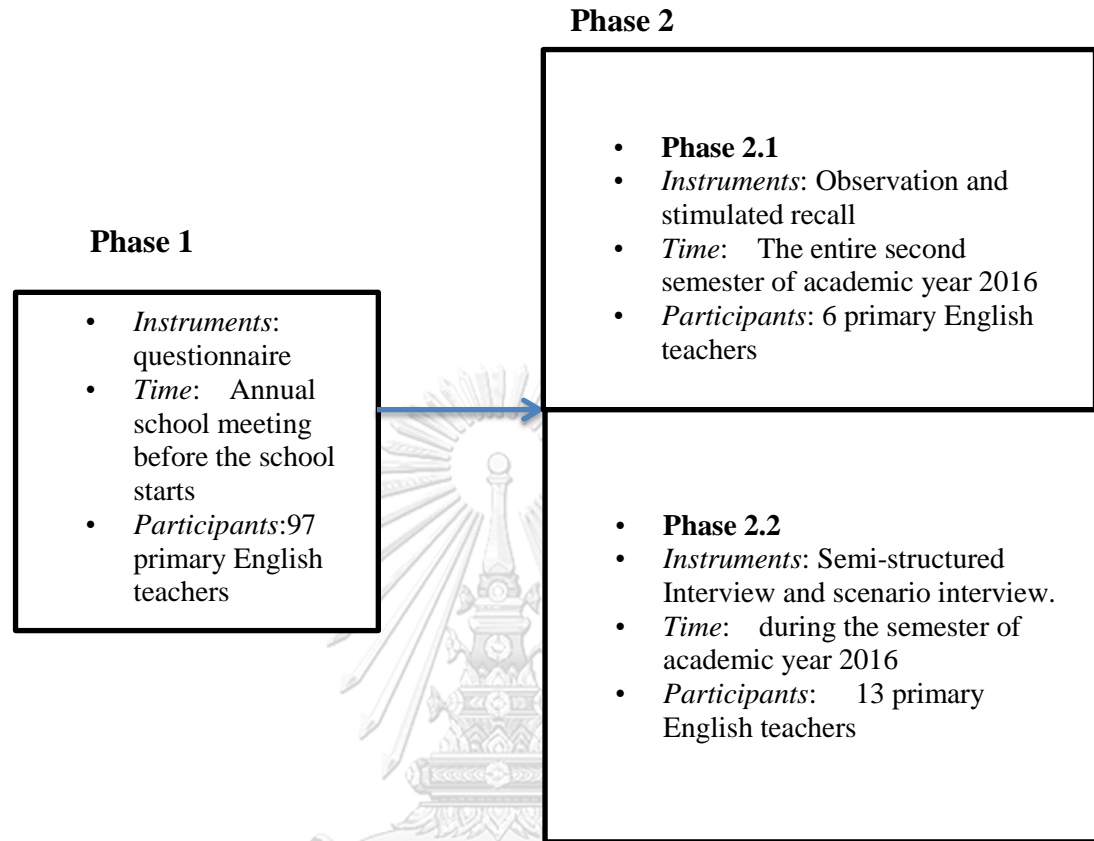 Phase 2
• Phase 2.1
• Instruments: Observation and
stimulated recall
• Time: The entire second
semester of academic year 2016
• Participants: 6 primary English
teachers
Phase 1
• Instruments:
questionnaire
• Time: Annual
school meeting
before the school
starts
• Participants:97
primary English
teachers
• Phase 2.2
• Instruments: Semi-structured
Interview and scenario interview.
• Time: during the semester of
academic year 2016
• Participants: 13 primary
English teachers